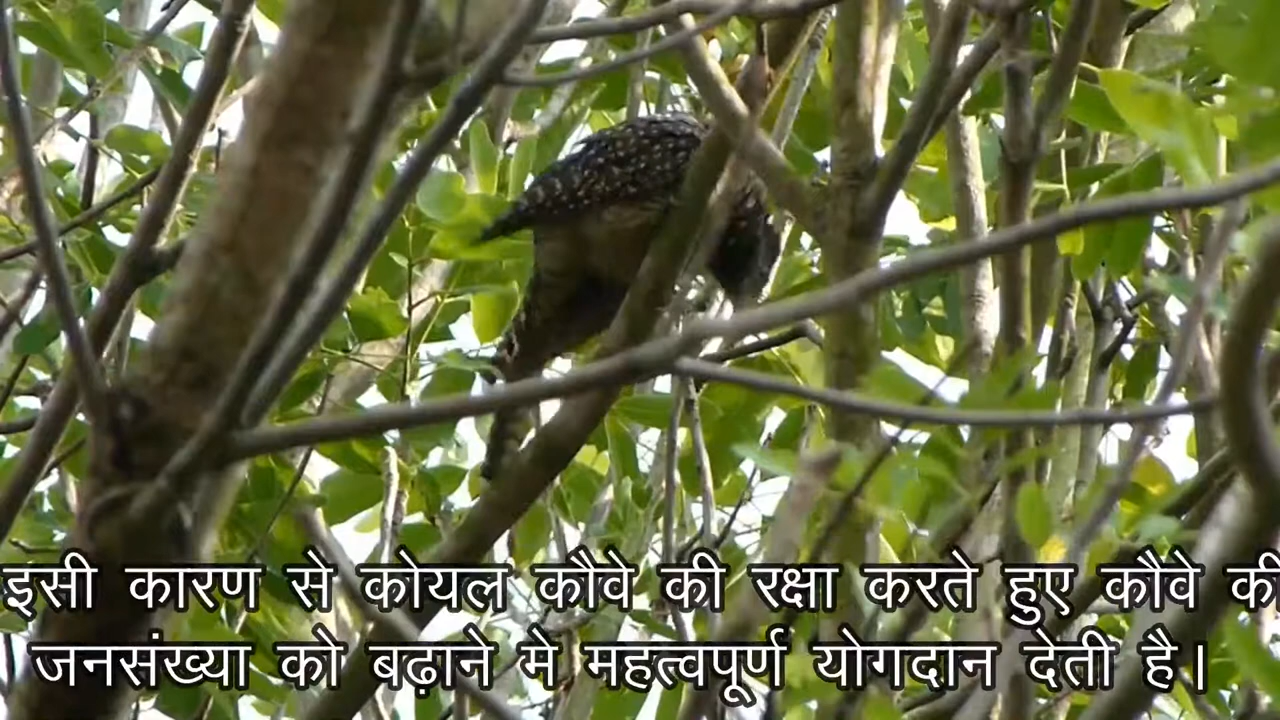 इसी कारण से कोयल कौवे की रक्षा करते हुए कौवे की
जनसंख्या को बढ़ाने मे महत्वपूर्ण योगदान देती है।